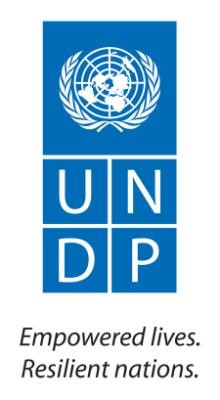 U N
D P
Empowered lives.
Resilient nations.